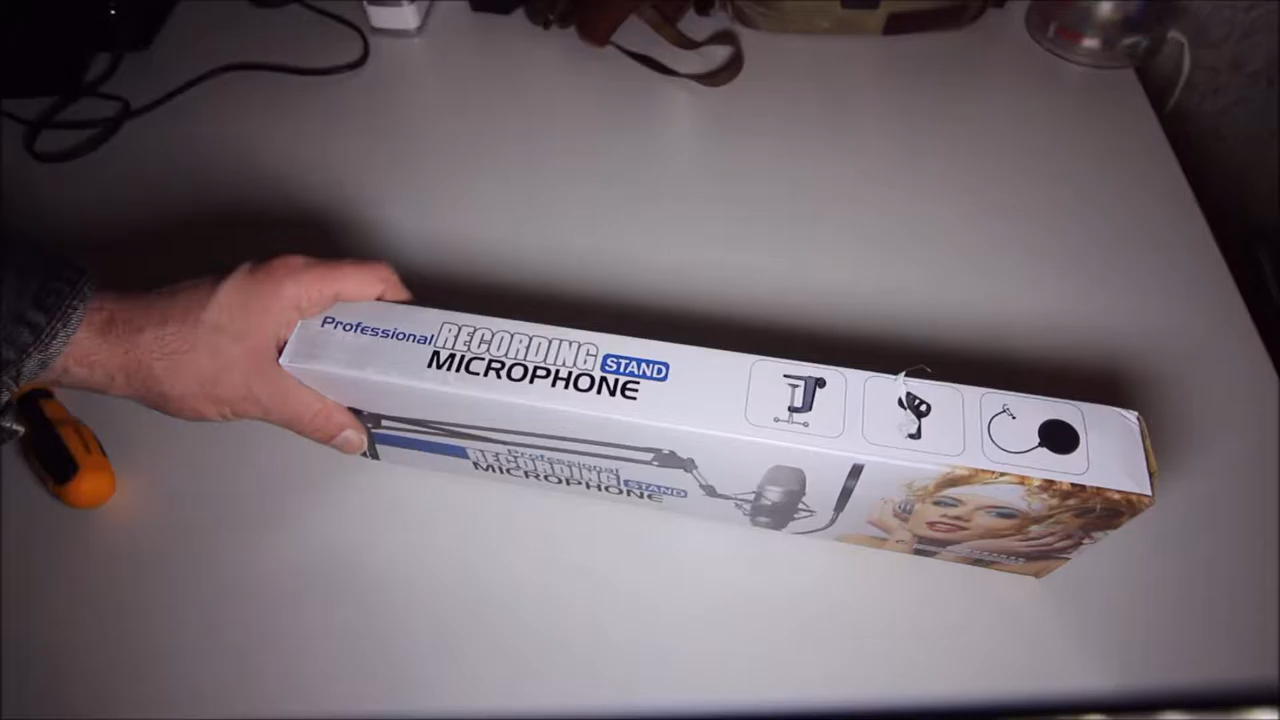 Professional RECORDING
MICROPHONE STAND
Professional
RECORDING
MICROPHONE STAND